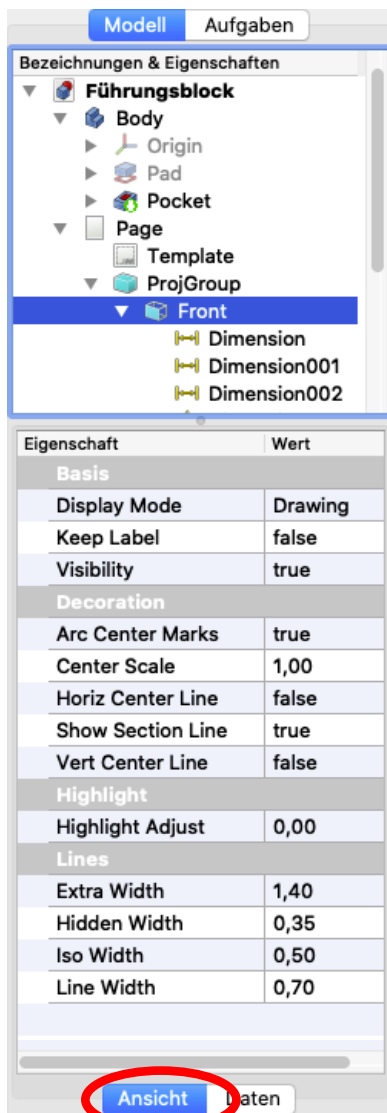 Modell Aufgaben
Bezeichnungen & Eigenschaften
Führungsblock
Body
Origin
Pad
Pocket
Page
Template
ProjGroup
Front
Dimension
Dimension001
Dimension002
Eigenschaft Wert
Basis
Display Mode Drawing
Keep Label false
Visibility true
Decoration
Arc Center Marks true
Center Scale 1,00
Horiz Center Line false
Show Section Line true
Vert Center Line false
Highlight
Highlight Adjust 0,00
Lines
Extra Width 1,40
Hidden Width 0,35
Iso Width 0,50
Line Width 0,70
Ansicht Daten